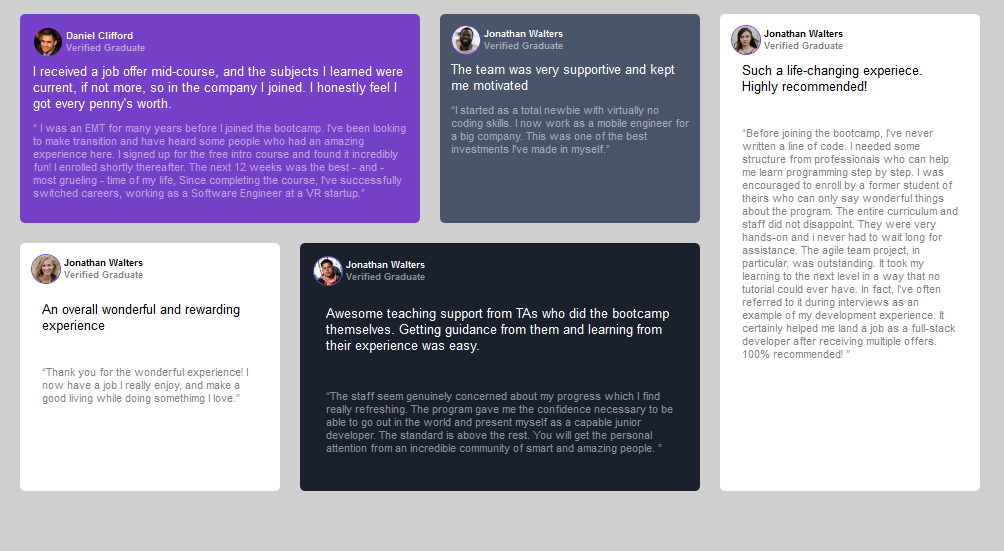 Daniel Clifford
Verified Graduate
I received a job offer mid-course, and the subjects I learned were
current, if not more, so in the company I joined. I honestly feel I
got every penny's worth.
“ I was an EMT for many years before I joined the bootcamp. I've been looking
to make transition and have heard some people who had an amazing
experience here. I signed up for the free intro course and found it incredibly
fun! I enrolled shortly thereafter. The next 12 weeks was the best - and -
most grueling - time of my life, Since completing the course, I've successfully
switched careers, working as a Software Engineer at a VR startup.”
Jonathan Walters
Verified Graduate
The team was very supportive and kept
me motivated
“I started as a total newbie with virtually no
coding skills. I now work as a mobile engineer for
a big company. This was one of the best
investments I've made in myself.”
Jonathan Walters
Verified Graduate
Such a life-changing experiece.
Highly recommended!
“Before joining the bootcamp, I've never
written a line of code. I needed some
structure from professionals who can help
me learn programming step by step. I was
encouraged to enroll by a former student of
theirs who can only say wonderful things
about the program. The entire curriculum and
staff did not disappoint. They were very
hands-on and i never had to wait long for
assistance. The agile team project, in
particular, was outstanding. It took my
learning to the next level in a way that no
tutorial could ever have. In fact, I've often
referred to it during interviews as an
example of my development experience. It
certainly helped me land a job as a full-stack
developer after receiving multiple offers.
100% recommended! ”
Jonathan Walters
Verified Graduate
An overall wonderful and rewarding
experience
“Thank you for the wonderful experience! I
now have a job I really enjoy, and make a
good living while doing somethimg I love.”
Jonathan Walters
Verified Graduate
Awesome teaching support from TAs who did the bootcamp
themselves. Getting guidance from them and learning from
their experience was easy.
“The staff seem genuinely concerned about my progress which I find
really refreshing. The program gave me the confidence necessary to be
able to go out in the world and present myself as a capable junior
developer. The standard is above the rest. You will get the personal
attention from an incredible community of smart and amazing people. ”